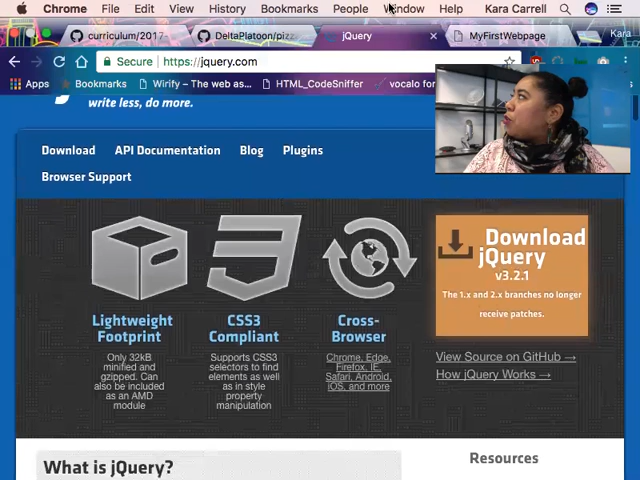 Chrome File Edit View History Bookmarks People Window Help Kara Carrell
curriculum/2017- DeltaPlatoon/pizz jQuery MyFirstWebpage Kara
Secure https://jquery.com
Apps Bookmarks Wirify — The web as... HTML_CodeSniffer vocalo for
write less, do more.
Download API Documentation Blog Plugins
Browser Support
Lightweight
Footprint
Only 32kB
minified and
gzipped. Can
also be included
as an AMD
module
CSS3
Compliant
Supports CSS3
selectors to find
elements as well
as in style
property
manipulation
Cross-
Browser
Chrome, Edge,
Firefox, IE,
Safari, Android,
iOS, and more
Download
jQuery
v3.2.1
The 1.x and 2.x branches no longer
receive patches.
View Source on GitHub →
How jQuery Works →
What is jQuery?
Resources